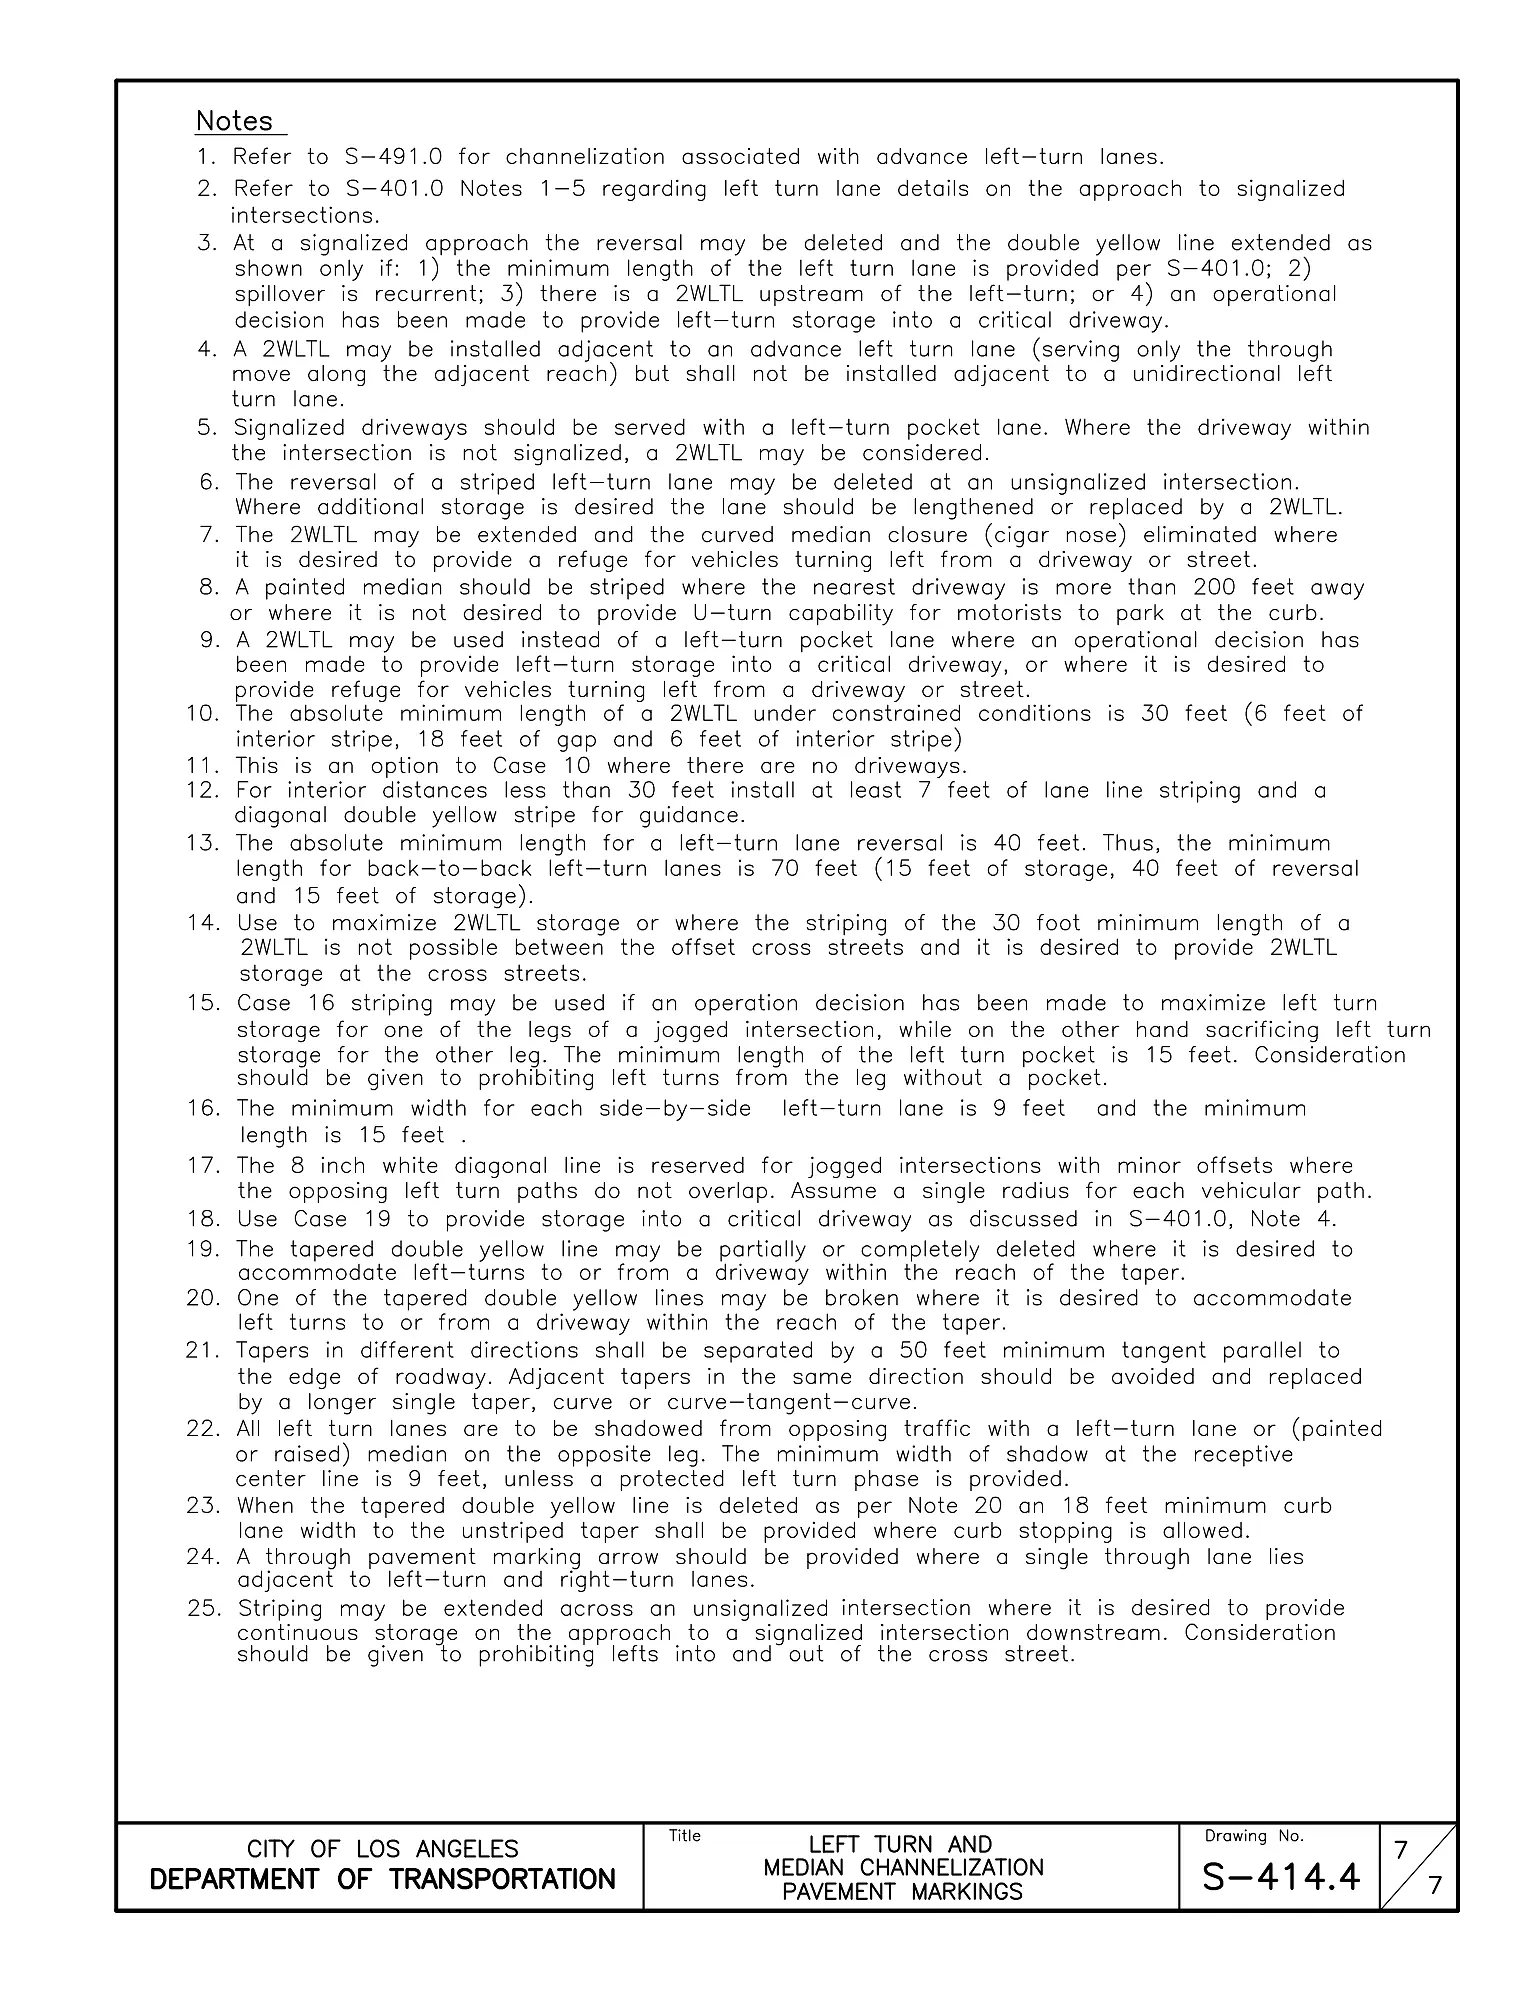 Notes
1. Refer to S-491.0 for channelization associated with advance left-turn lanes.
2. Refer to S-401.0 Notes 1-5 regarding left turn lane details on the approach to signalized
intersections.
3. At a signalized approach the reversal may be deleted and the double yellow line extended as
shown only if: 1) the minimum length of the left turn lane is provided per S-401.0; 2)
spillover is recurrent; 3) there is a 2WLTL upstream of the left-turn; or 4) an operational
decision has been made to provide left-turn storage into a critical driveway.
4. A 2WLTL may be installed adjacent to an advance left turn lane (serving only the through
move along the adjacent reach) but shall not be installed adjacent to a unidirectional left
turn lane.
5. Signalized driveways should be served with a left-turn pocket lane. Where the driveway within
the intersection is not signalized, a 2WLTL may be considered.
6. The reversal of a striped left-turn lane may be deleted at an unsignalized intersection.
Where additional storage is desired the lane should be lengthened or replaced by a 2WLTL.
7. The 2WLTL may be extended and the curved median closure (cigar nose) eliminated where
it is desired to provide a refuge for vehicles turning left from a driveway or street.
8. A painted median should be striped where the nearest driveway is more than 200 feet away
or where it is not desired to provide U-turn capability for motorists to park at the curb.
9. A 2WLTL may be used instead of a left-turn pocket lane where an operational decision has
been made to provide left-turn storage into a critical driveway, or where it is desired to
provide refuge for vehicles turning left from a driveway or street.
10. The absolute minimum length of a 2WLTL under constrained conditions is 30 feet (6 feet of
interior stripe, 18 feet of gap and 6 feet of interior stripe)
11. This is an option to Case 10 where there are no driveways.
12. For interior distances less than 30 feet install at least 7 feet of lane line striping and a
diagonal double yellow stripe for guidance.
13. The absolute minimum length for a left-turn lane reversal is 40 feet. Thus, the minimum
length for back-to-back left-turn lanes is 70 feet (15 feet of storage, 40 feet of reversal
and 15 feet of storage).
14. Use to maximize 2WLTL storage or where the striping of the 30 foot minimum length of a
2WLTL is not possible between the offset cross streets and it is desired to provide 2WLTL
storage at the cross streets.
15. Case 16 striping may be used if an operation decision has been made to maximize left turn
storage for one of the legs of a jogged intersection, while on the other hand sacrificing left turn
storage for the other leg. The minimum length of the left turn pocket is 15 feet. Consideration
should be given to prohibiting left turns from the leg without a pocket.
16. The minimum width for each side-by-side left-turn lane is 9 feet and the minimum
length is 15 feet .
17. The 8 inch white diagonal line is reserved for jogged intersections with minor offsets where
the opposing left turn paths do not overlap. Assume a single radius for each vehicular path.
18. Use Case 19 to provide storage into a critical driveway as discussed in S-401.0, Note 4.
19. The tapered double yellow line may be partially or completely deleted where it is desired to
accommodate left-turns to or from a driveway within the reach of the taper.
20. One of the tapered double yellow lines may be broken where it is desired to accommodate
left turns to or from a driveway within the reach of the taper.
21. Tapers in different directions shall be separated by a 50 feet minimum tangent parallel to
the edge of roadway. Adjacent tapers in the same direction should be avoided and replaced
by a longer single taper, curve or curve-tangent-curve.
22. All left turn lanes are to be shadowed from opposing traffic with a left-turn lane or (painted
or raised) median on the opposite leg. The minimum width of shadow at the receptive
center line is 9 feet, unless a protected left turn phase is provided.
23. When the tapered double yellow line is deleted as per Note 20 an 18 feet minimum curb
lane width to the unstriped taper shall be provided where curb stopping is allowed.
24. A through pavement marking arrow should be provided where a single through lane lies
adjacent to left-turn and right-turn lanes.
25. Striping may be extended across an unsignalized intersection where it is desired to provide
continuous storage on the approach to a signalized intersection downstream. Consideration
should be given to prohibiting lefts into and out of the cross street.
CITY OF LOS ANGELES
DEPARTMENT OF TRANSPORTATION
Title
LEFT TURN AND
MEDIAN CHANNELIZATION
PAVEMENT MARKINGS
Drawing No.
S-414.4
7
7